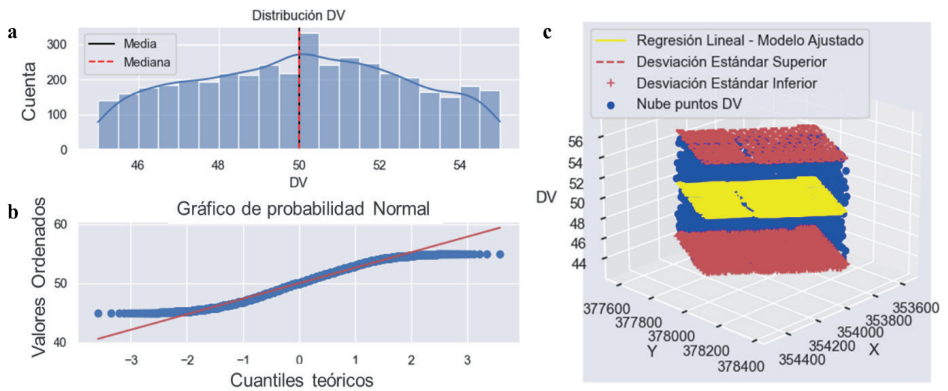 a
Distribución DV
Media
Mediana
Cuenta
300
200
100
0
46
48
50
52
54
DV
b
Gráfico de probabilidad Normal
Valores Ordenados
60
50
40
−3
−2
−1
0
1
2
3
Cuantiles teóricos
c
Regresión Lineal - Modelo Ajustado
Desviación Estándar Superior
Desviación Estándar Inferior
Nube puntos DV
DV
56
54
52
50
48
46
44
377600
377800
378000
378200
378400
Y
354400
354200
354000
353800
353600
X